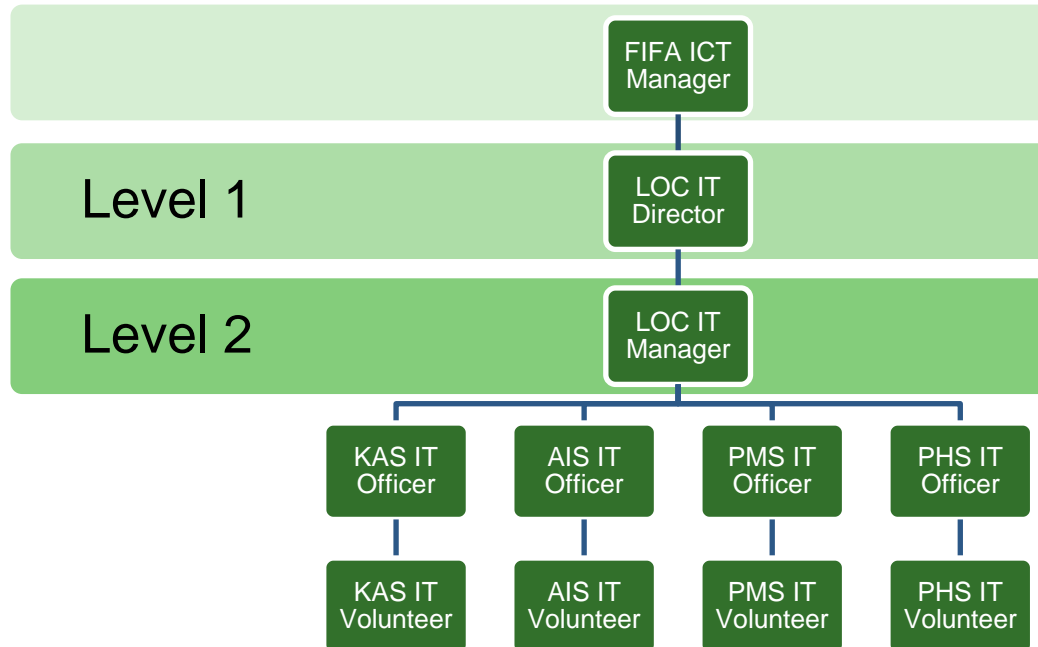 FIFA ICT
Manager
Level 1
LOC IT
Director
Level 2
LOC IT
Manager
KAS IT
Officer
AIS IT
Officer
PMS IT
Officer
PHS IT
Officer
KAS IT
Volunteer
AIS IT
Volunteer
PMS IT
Volunteer
PHS IT
Volunteer